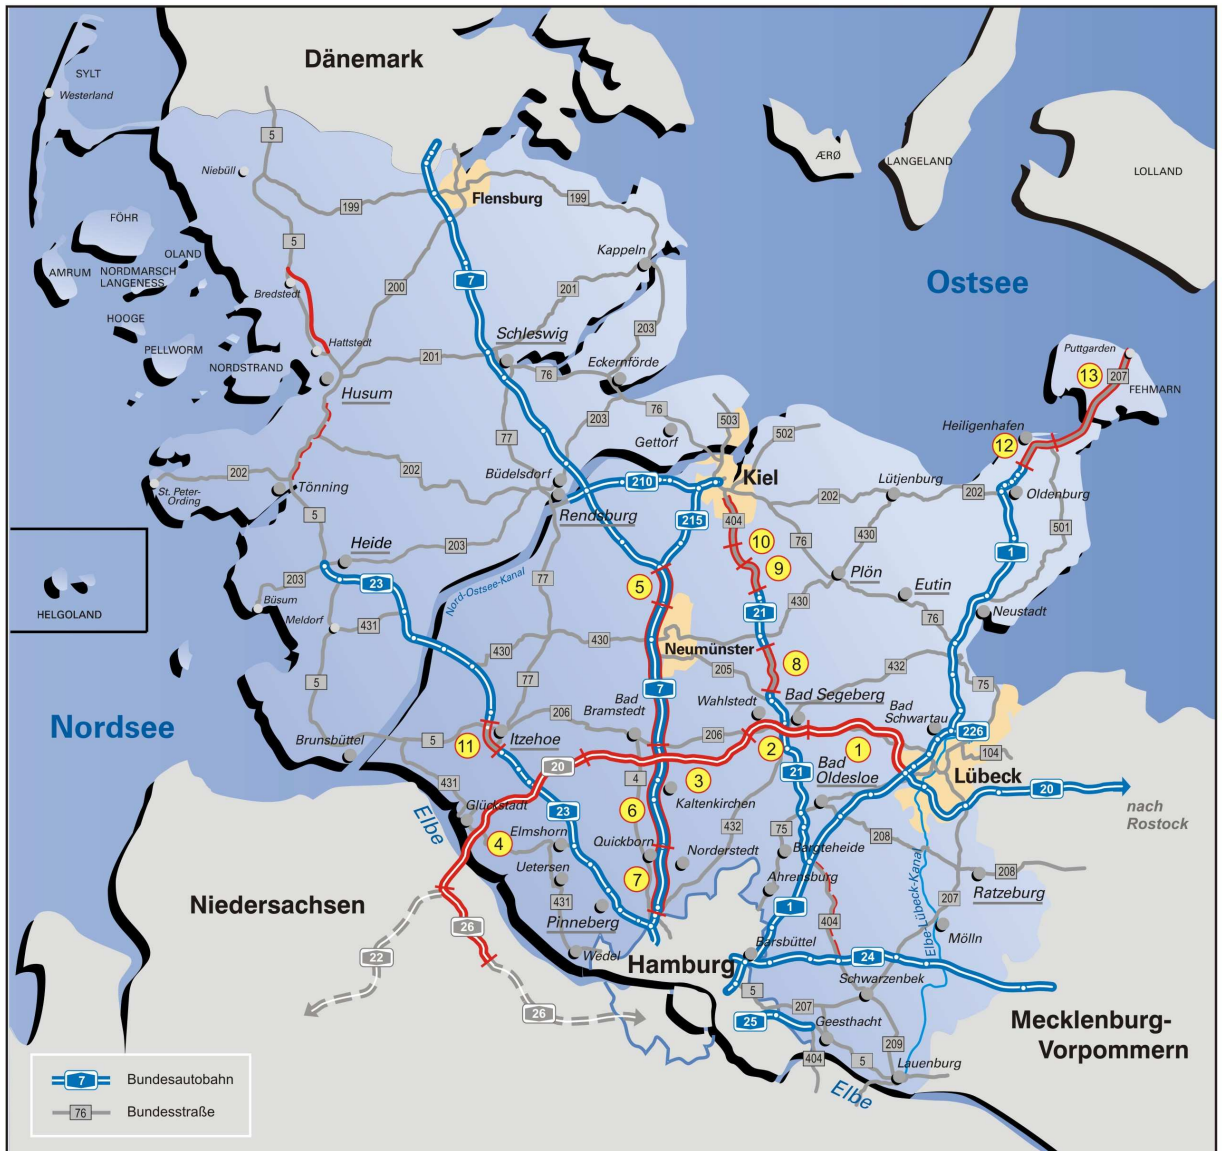 Dänemark
SYLT
Westerland
5
Niebüll
199
Flensburg
199
ÆRØ
LANGELAND
LOLLAND
FÖHR
OLAND
AMRUM
NORDMARSCH
LANGENESS
HOOGE
PELLWORM
NORDSTRAND
5
Bredstedt
200
7
Kappeln
201
203
Ostsee
Hattstedt
201
Schleswig
76
Eckernförde
Husum
203
76
Gettorf
503
502
77
Puttgarden
13
207
FEHMARN
Heiligenhafen
12
202
St. Peter-
Ording
Tönning
202
Büdelsdorf
210
Kiel
Rendsburg
215
202
Lütjenburg
202
Oldenburg
501
5
Heide
203
404
10
76
430
1
203
23
5
9
Plön
Eutin
HELGOLAND
Büsum
Meldorf
431
Nord-Ostsee-Kanal
77
21
430
76
Neustadt
430
430
Neumünster
205
8
432
75
5
77
7
Bad
Bramstedt
Wahlstedt
Bad Segeberg
Bad
Schwartau
226
Nordsee
Brunsbüttel
5
11
Itzehoe
206
206
2
1
104
Lübeck
20
4
3
21
Bad
Oldesloe
20
nach
Rostock
431
Glückstadt
Kaltenkirchen
Elbe
23
6
432
75
208
4
Elmshorn
Quickborn
Norderstedt
Bargteheide
208
Uetersen
7
Ahrensburg
Ratzeburg
Niedersachsen
431
Pinneberg
1
404
207
Elbe-Lübeck-Kanal
Mölln
26
22
Wedel
Hamburg
Barsbüttel
24
Schwarzenbek
26
5
207
25
Geesthacht
209
Mecklenburg-
Vorpommern
404
5
Lauenburg
Elbe
7 Bundesautobahn
76 Bundesstraße